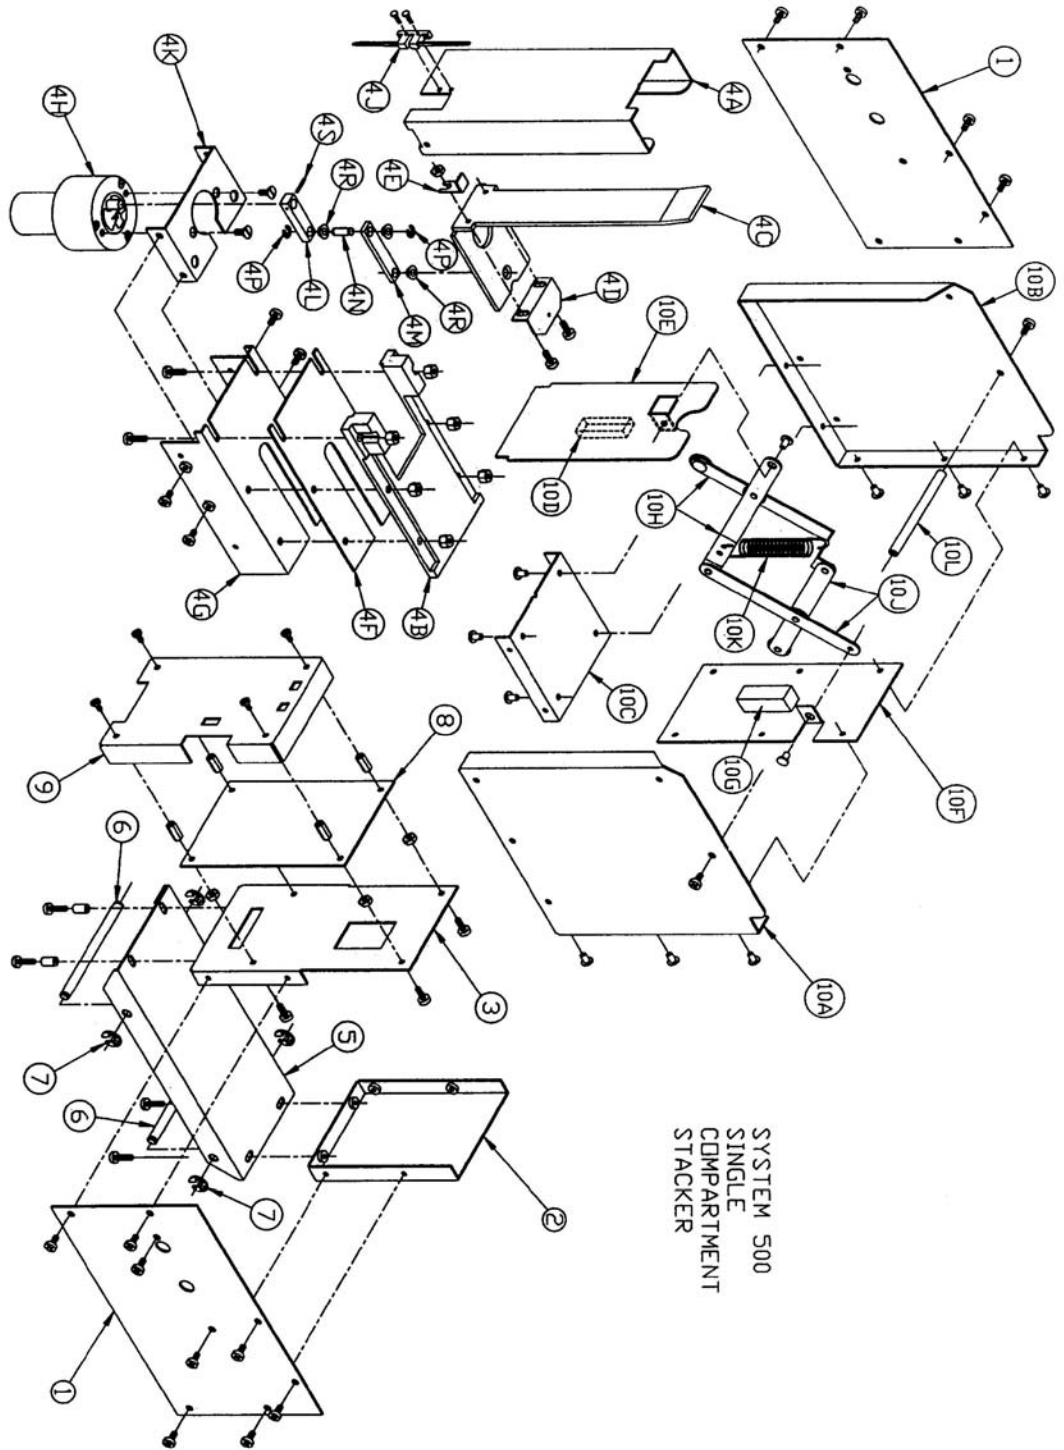 SYSTEM 500
SINGLE
COMPARTMENT
STACKER
1
10B
10F
10L
10J
10A
4C
4A
10K
10G
10E
10H
10C
4D
10D
2
3
4R
4P
8
4B
4M
4E
4J
4F
4N
4R
5
4S
4L
7
4P
4G
4K
6
6
1
4H
9
7